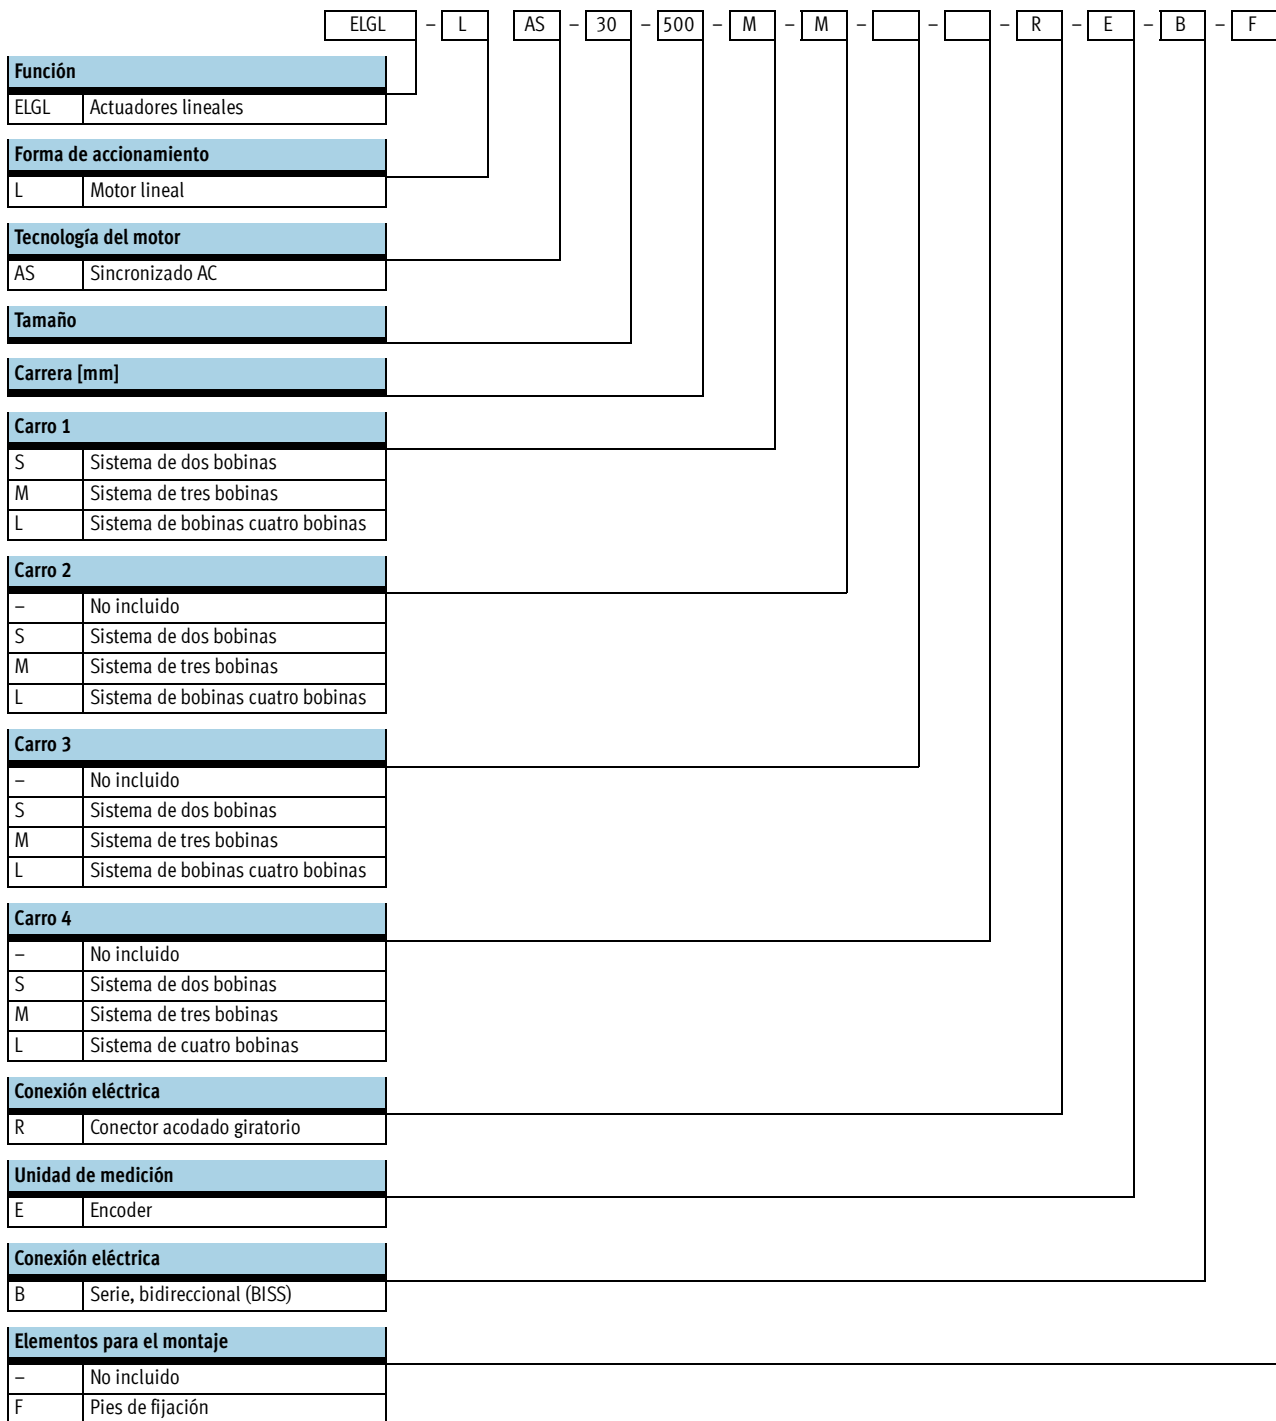 ELGL – L AS – 30 – 500 – M – M – – – R – E – B – F
Función
ELGL Actuadores lineales
Forma de accionamiento
L Motor lineal
Tecnología del motor
AS Sincronizado AC
Tamaño
Carrera [mm]
Carro 1
S Sistema de dos bobinas
M Sistema de tres bobinas
L Sistema de bobinas cuatro bobinas
Carro 2
– No incluido
S Sistema de dos bobinas
M Sistema de tres bobinas
L Sistema de bobinas cuatro bobinas
Carro 3
– No incluido
S Sistema de dos bobinas
M Sistema de tres bobinas
L Sistema de bobinas cuatro bobinas
Carro 4
– No incluido
S Sistema de dos bobinas
M Sistema de tres bobinas
L Sistema de cuatro bobinas
Conexión eléctrica
R Conector acodado giratorio
Unidad de medición
E Encoder
Conexión eléctrica
B Serie, bidireccional (BISS)
Elementos para el montaje
– No incluido
F Pies de fijación